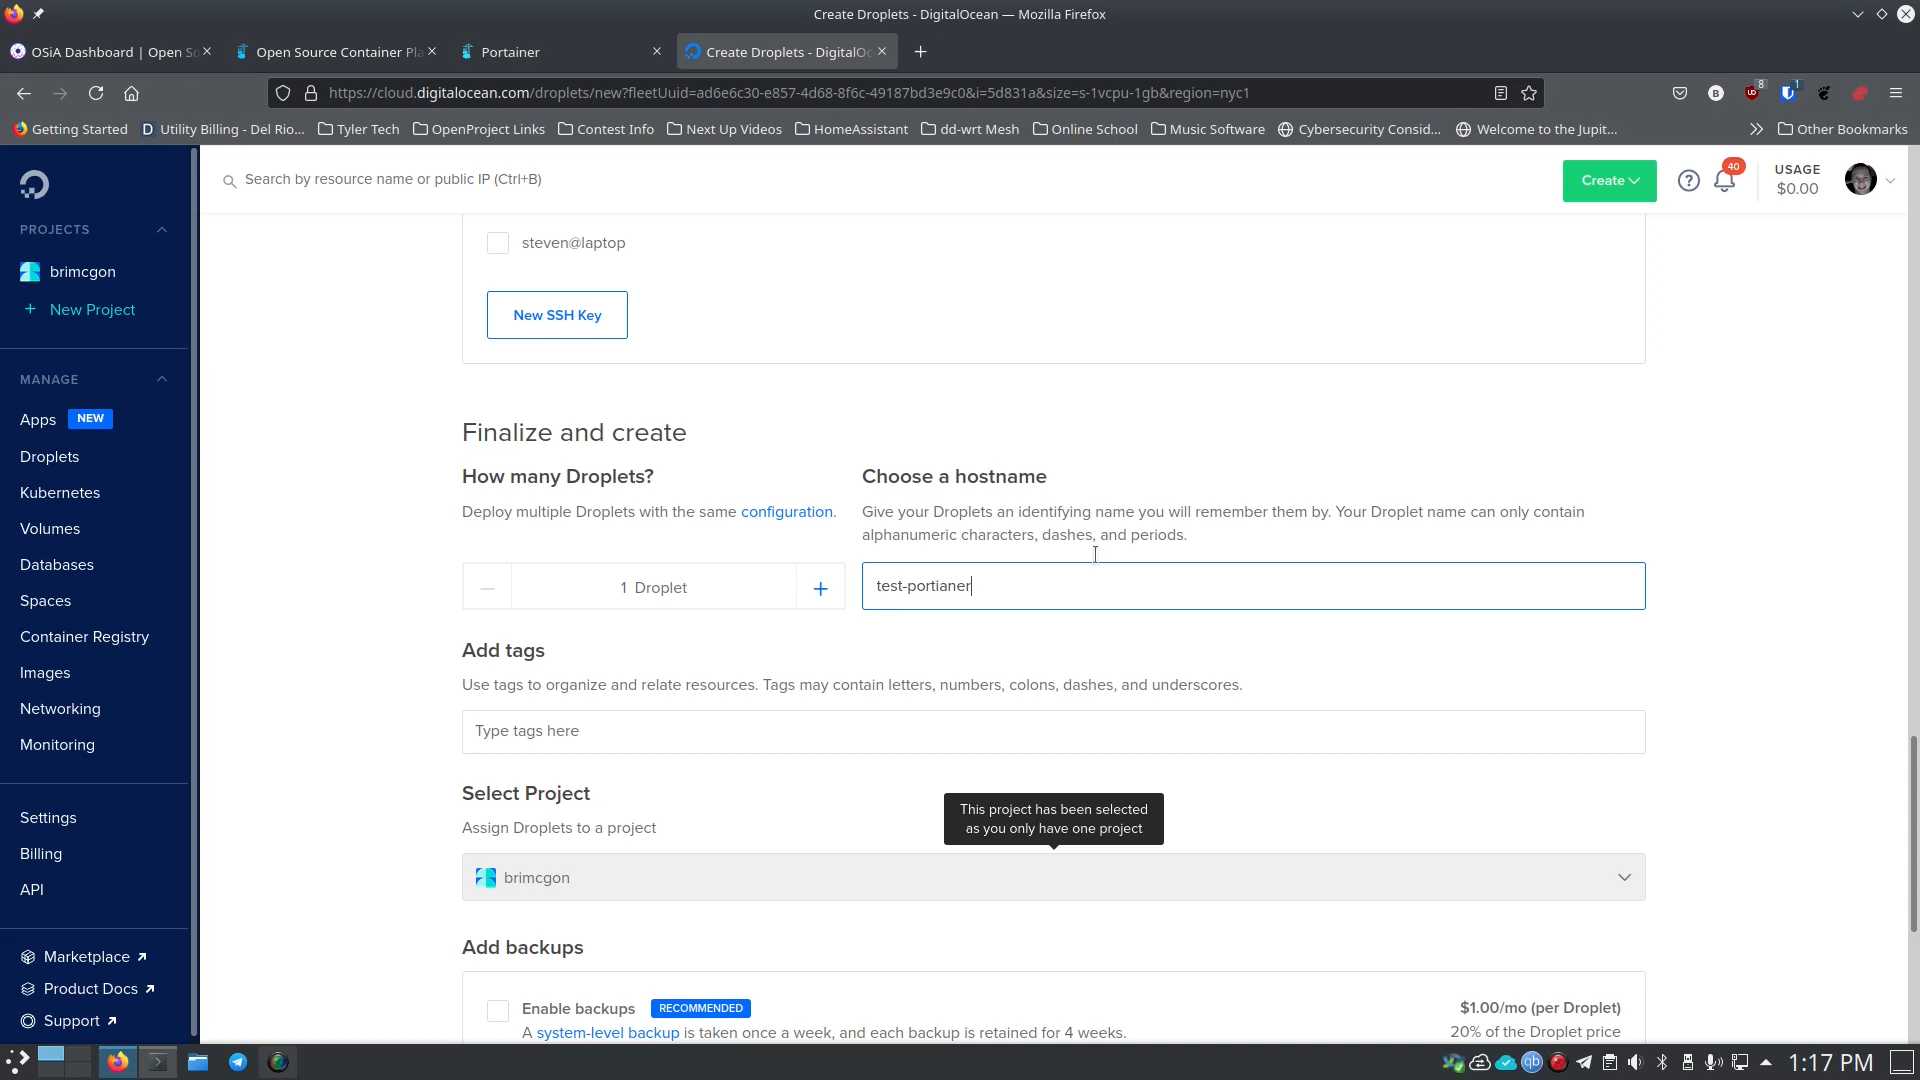 Create Droplets - DigitalOcean — Mozilla Firefox
OSiA Dashboard | Open S
Open Source Container Pla
Portainer
Create Droplets - DigitalOc
https://cloud.digitalocean.com/droplets/new?fleetUuid=ad6e6c30-e857-4d68-8f6c-49187bd3e9c0&i=5d831a&size=s-1vcpu-1gb&region=nyc1
8
1
Getting Started
Utility Billing - Del Rio...
Tyler Tech
OpenProject Links
Contest Info
Next Up Videos
HomeAssistant
dd-wrt Mesh
Online School
Music Software
Cybersecurity Consid...
Welcome to the Jupit...
Other Bookmarks
Search by resource name or public IP (Ctrl+B)
Create
40
USAGE
$0.00
PROJECTS
brimcgon
+ New Project
MANAGE
Apps NEW
Droplets
Kubernetes
Volumes
Databases
Spaces
Container Registry
Images
Networking
Monitoring
Settings
Billing
API
Marketplace
Product Docs
Support
steven@laptop
New SSH Key
Finalize and create
How many Droplets?
Deploy multiple Droplets with the same configuration.
1 Droplet
Choose a hostname
Give your Droplets an identifying name you will remember them by. Your Droplet name can only contain
alphanumeric characters, dashes, and periods.
test-portianer
Add tags
Use tags to organize and relate resources. Tags may contain letters, numbers, colons, dashes, and underscores.
Type tags here
Select Project
Assign Droplets to a project
This project has been selected
as you only have one project
brimcgon
Add backups
Enable backups RECOMMENDED
A system-level backup is taken once a week, and each backup is retained for 4 weeks.
$1.00/mo (per Droplet)
20% of the Droplet price
qb
1:17 PM